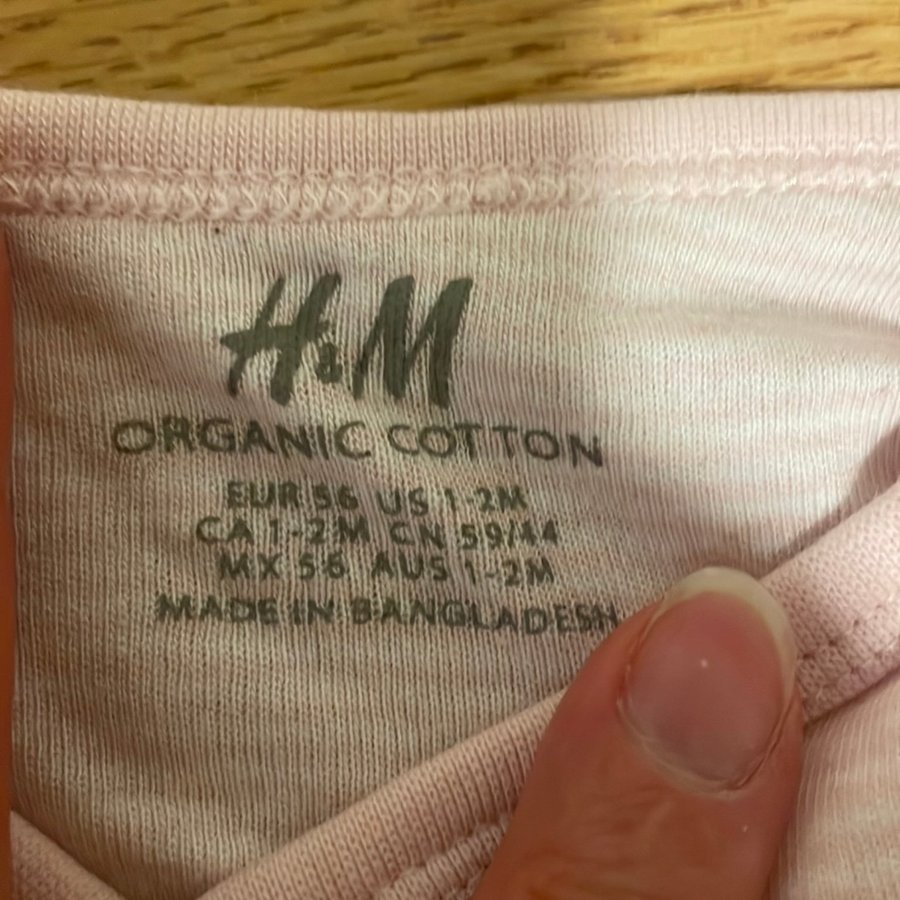 H&M
ORGANIC COTTON
EUR 56 US 1-2M
CA 1-2M CN 59/44
MX 56 AUS 1-2M
MADE IN BANGLADESH